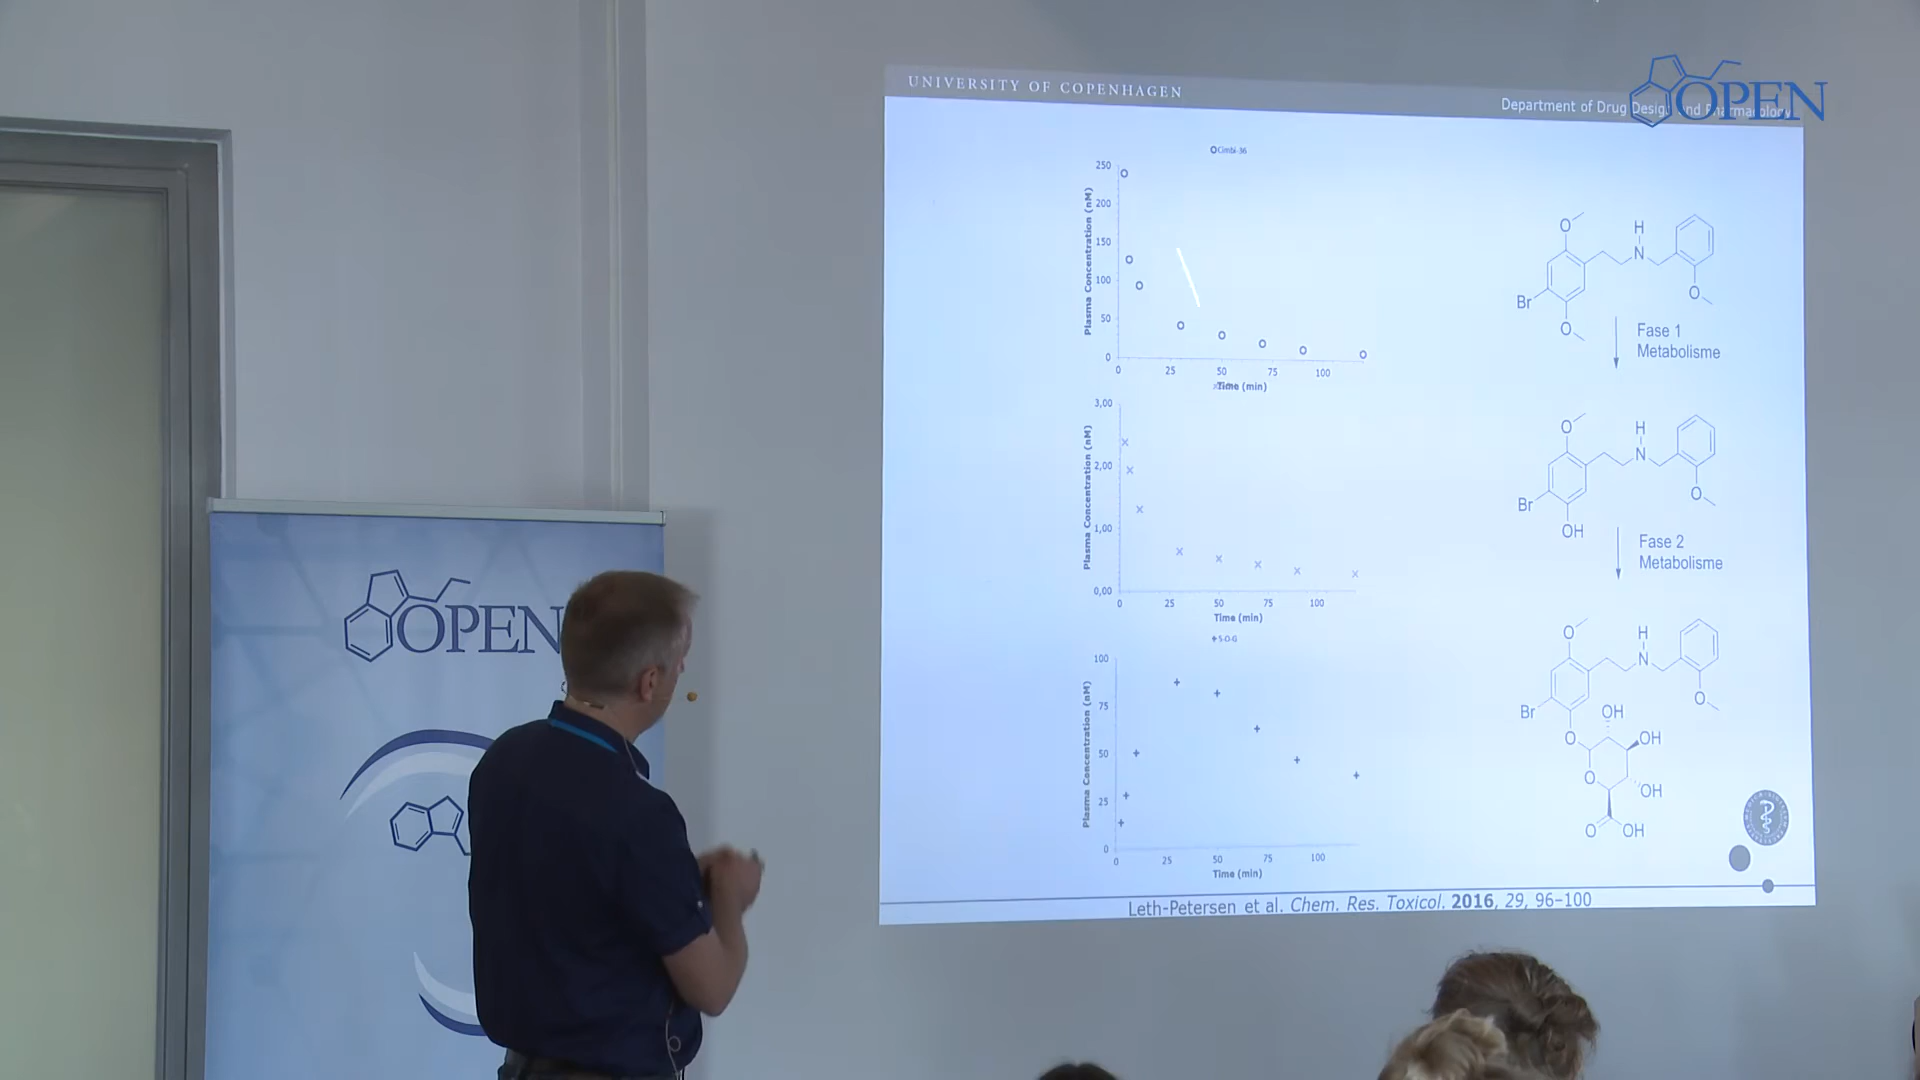 UNIVERSITY OF COPENHAGEN
Department of Drug Design and Pharmacology
OPEN
Cimbi-36
Plasma Concentration (nM)
250
200
150
100
50
0
0 25 50 75 100
Time (min)
Plasma Concentration (nM)
3,00
2,00
1,00
0,00
0 25 50 75 100
Time (min)
5-O-G
Plasma Concentration (nM)
100
75
50
25
0
0 25 50 75 100
Time (min)
O
H
N
Br
O
O
Fase 1
Metabolisme
O
H
N
Br
O
OH
Fase 2
Metabolisme
O
H
N
Br
O
OH
O
OH
O
OH
O
OH
Leth-Petersen et al. Chem. Res. Toxicol. 2016, 29, 96–100
OPEN